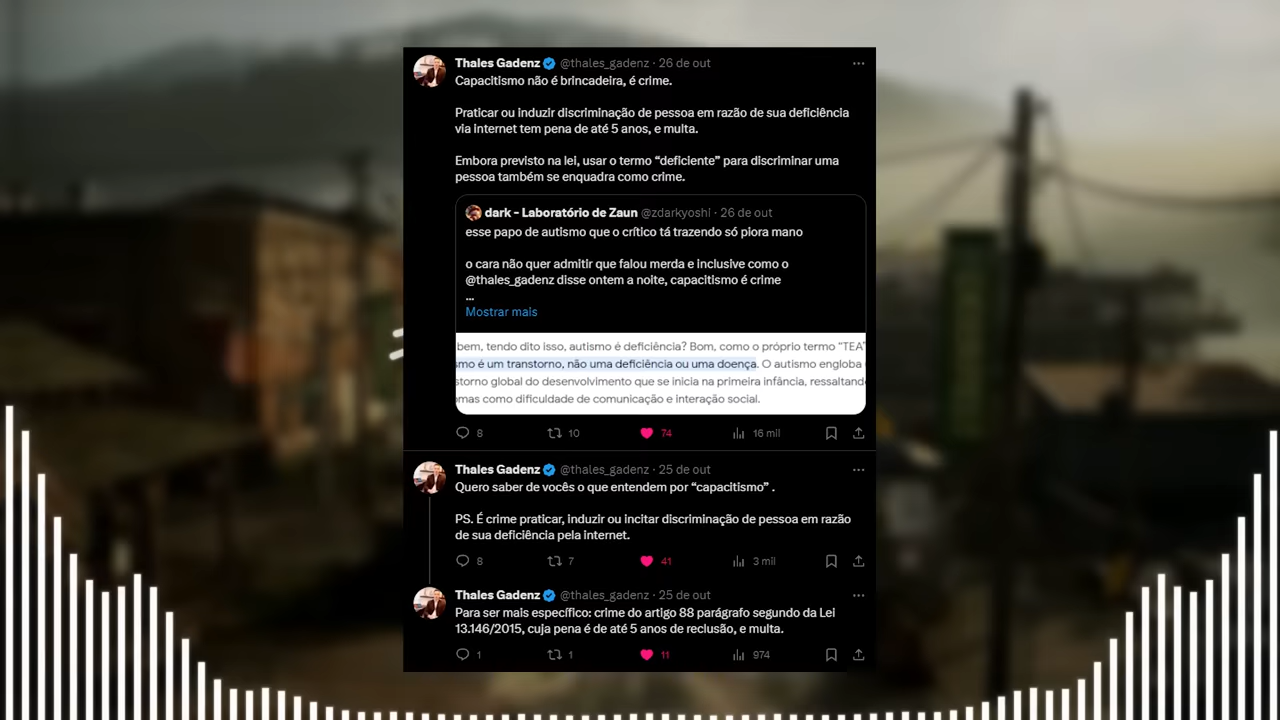 Thales Gadenz @thales_gadenz · 26 de out
Capacitismo não é brincadeira, é crime.
Praticar ou induzir discriminação de pessoa em razão de sua deficiência
via internet tem pena de até 5 anos, e multa.
Embora previsto na lei, usar o termo “deficiente” para discriminar uma
pessoa também se enquadra como crime.
dark - Laboratório de Zaun @zdarkyoshi · 26 de out
esse papo de autismo que o crítico tá trazendo só piora mano
o cara não quer admitir que falou merda e inclusive como o
@thales_gadenz disse ontem a noite, capacitismo é crime
...
Mostrar mais
bem, tendo dito isso, autismo é deficiência? Bom, como o próprio termo “TEA”
smo é um transtorno, não uma deficiência ou uma doença. O autismo engloba
storno global do desenvolvimento que se inicia na primeira infância, ressaltand
omas como dificuldade de comunicação e interação social.
8 10 74 16 mil
Thales Gadenz @thales_gadenz · 25 de out
Quero saber de vocês o que entendem por “capacitismo” .
PS. É crime praticar, induzir ou incitar discriminação de pessoa em razão
de sua deficiência pela internet.
8 7 41 3 mil
Thales Gadenz @thales_gadenz · 25 de out
Para ser mais específico: crime do artigo 88 parágrafo segundo da Lei
13.146/2015, cuja pena é de até 5 anos de reclusão, e multa.
1 1 11 974